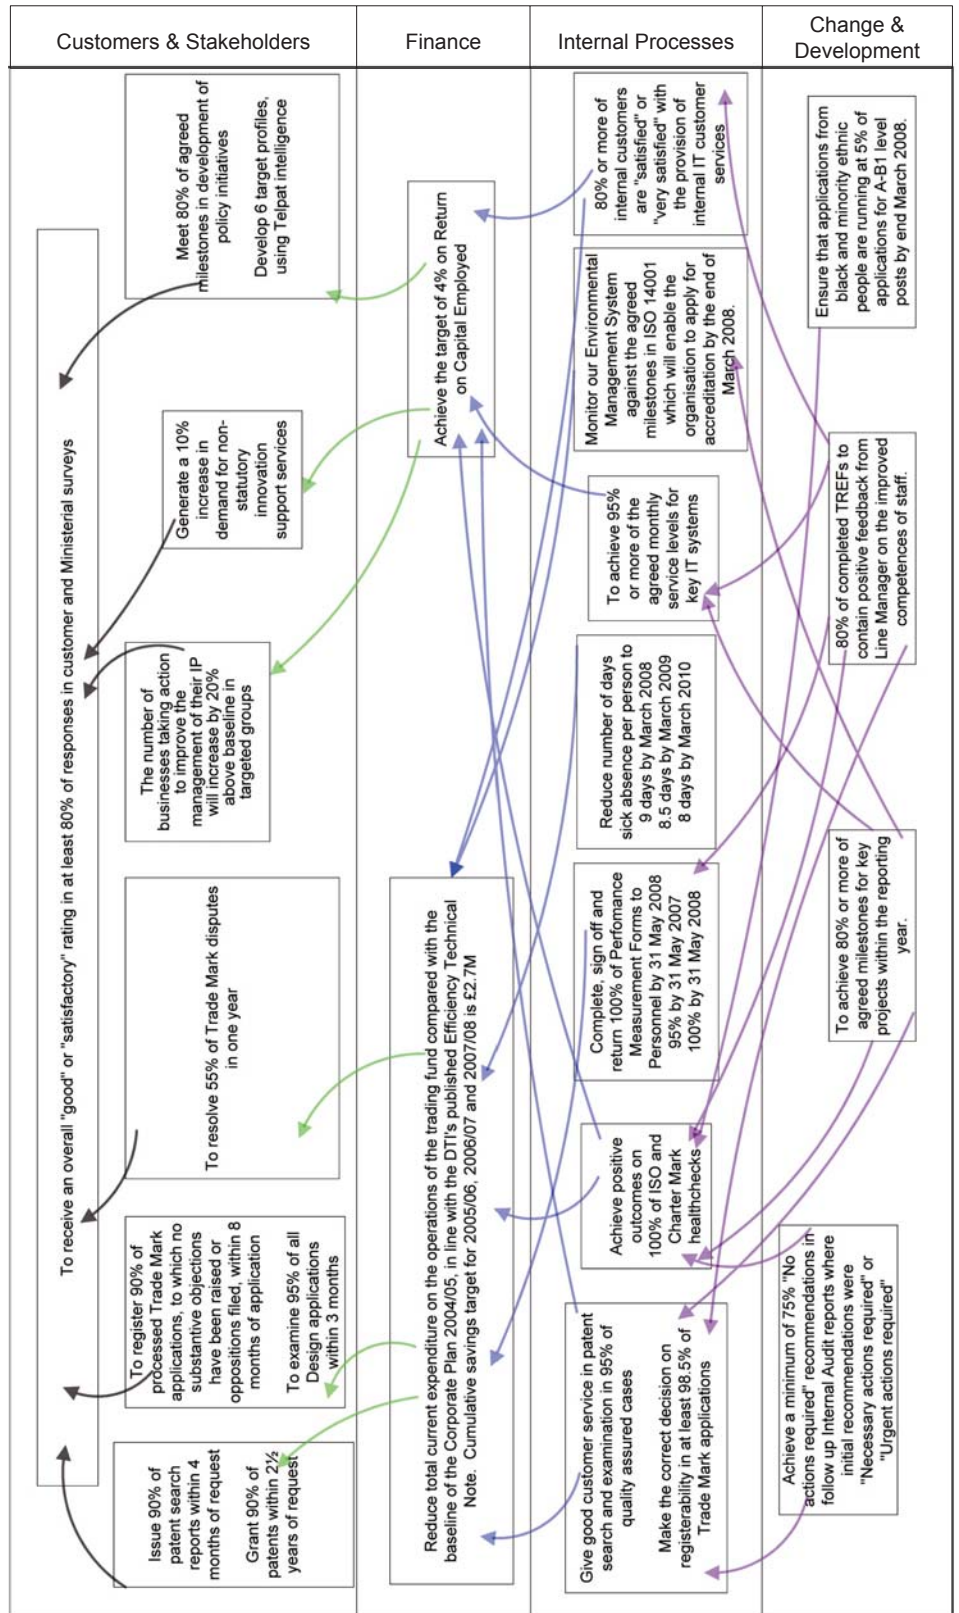 Customers & Stakeholders
Finance
Internal Processes
Change &
Development
To receive an overall "good" or "satisfactory" rating in at least 80% of responses in customer and Ministerial surveys
Issue 90% of
patent search
reports within 4
months of request
Grant 90% of
patents within 2½
years of request
To register 90% of
processed Trade Mark
applications, to which no
substantive objections
have been raised or
oppositions filed, within 8
months of application
To examine 95% of all
Design applications
within 3 months
To resolve 55% of Trade Mark disputes
in one year
The number of
businesses taking action
to improve the
management of their IP
will increase by 20%
above baseline in
targeted groups
Generate a 10%
increase in
demand for non-
statutory
innovation
support services
Meet 80% of agreed
milestones in development of
policy initiatives
Develop 6 target profiles,
using Telpat intelligence
Reduce total current expenditure on the operations of the trading fund compared with the
baseline of the Corporate Plan 2004/05, in line with the DTI's published Efficiency Technical
Note. Cumulative savings target for 2005/06, 2006/07 and 2007/08 is £2.7M
Achieve the target of 4% on Return
on Capital Employed
Give good customer service in patent
search and examination in 95% of
quality assured cases
Make the correct decision on
registerability in at least 98.5% of
Trade Mark applications
Achieve positive
outcomes on
100% of ISO and
Charter Mark
healthchecks
Complete, sign off and
return 100% of Perfomance
Measurement Forms to
Personnel by 31 May 2008
95% by 31 May 2007
100% by 31 May 2008
Reduce number of days
sick absence per person to
9 days by March 2008
8.5 days by March 2009
8 days by March 2010
To achieve 95%
or more of the
agreed monthly
service levels for
key IT systems
Monitor our Environmental
Management System
against the agreed
milestones in ISO 14001
which will enable the
organisation to apply for
accreditation by the end of
March 2008.
80% or more of
internal customers
are "satisfied" or
"very satisfied" with
the provision of
internal IT customer
services
Achieve a minimum of 75% "No
actions required" recommendations in
follow up Internal Audit reports where
initial recommendations were
"Necessary actions required" or
"Urgent actions required"
To achieve 80% or more of
agreed milestones for key
projects within the reporting
year.
80% of completed TREFs to
contain positive feedback from
Line Manager on the improved
competences of staff.
Ensure that applications from
black and minority ethnic
people are running at 5% of
applications for A-B1 level
posts by end March 2008.